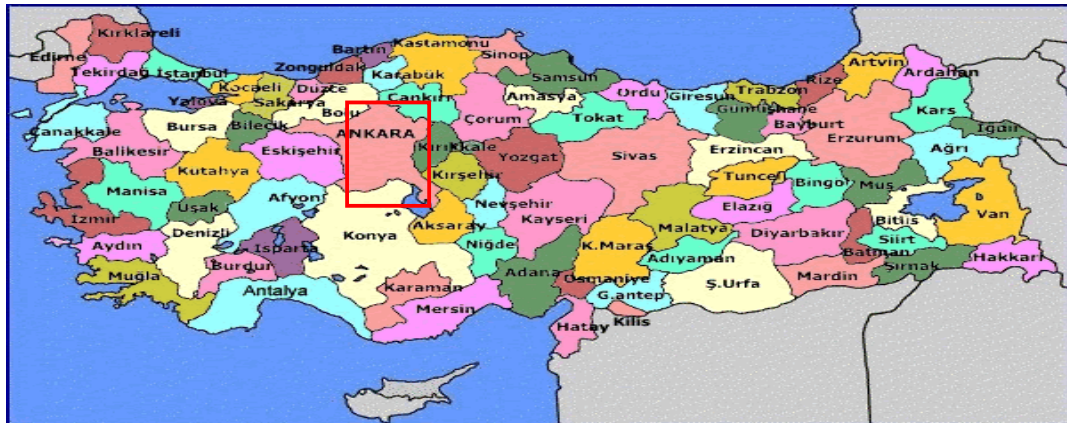 Kırklareli
Edirne
Tekirdağ
İstanbul
Kocaeli
Yalova
Sakarya
Düzce
Zonguldak
Bartın
Karabük
Kastamonu
Sinop
Samsun
Çankırı
Bolu
Amasya
Ordu
Giresun
Trabzon
Rize
Artvin
Ardahan
Kars
Iğdır
Gümüşhane
Bayburt
Erzurum
Ağrı
Çanakkale
Bursa
Bilecik
Eskişehir
ANKARA
Kırıkkale
Çorum
Tokat
Yozgat
Sivas
Erzincan
Balikesir
Kutahya
Kırşehir
Tunceli
Bingöl
Muş
Van
Bitlis
Manisa
Uşak
Afyon
Nevşehir
Kayseri
Malatya
Elazığ
Diyarbakır
Siirt
Batman
Şırnak
Hakkari
İzmir
Aydın
Denizli
Isparta
Konya
Aksaray
Niğde
K.Maraş
Adıyaman
Muğla
Burdur
Antalya
Karaman
Mersin
Adana
Osmaniye
G.antep
Ş.Urfa
Mardin
Hatay
Kilis